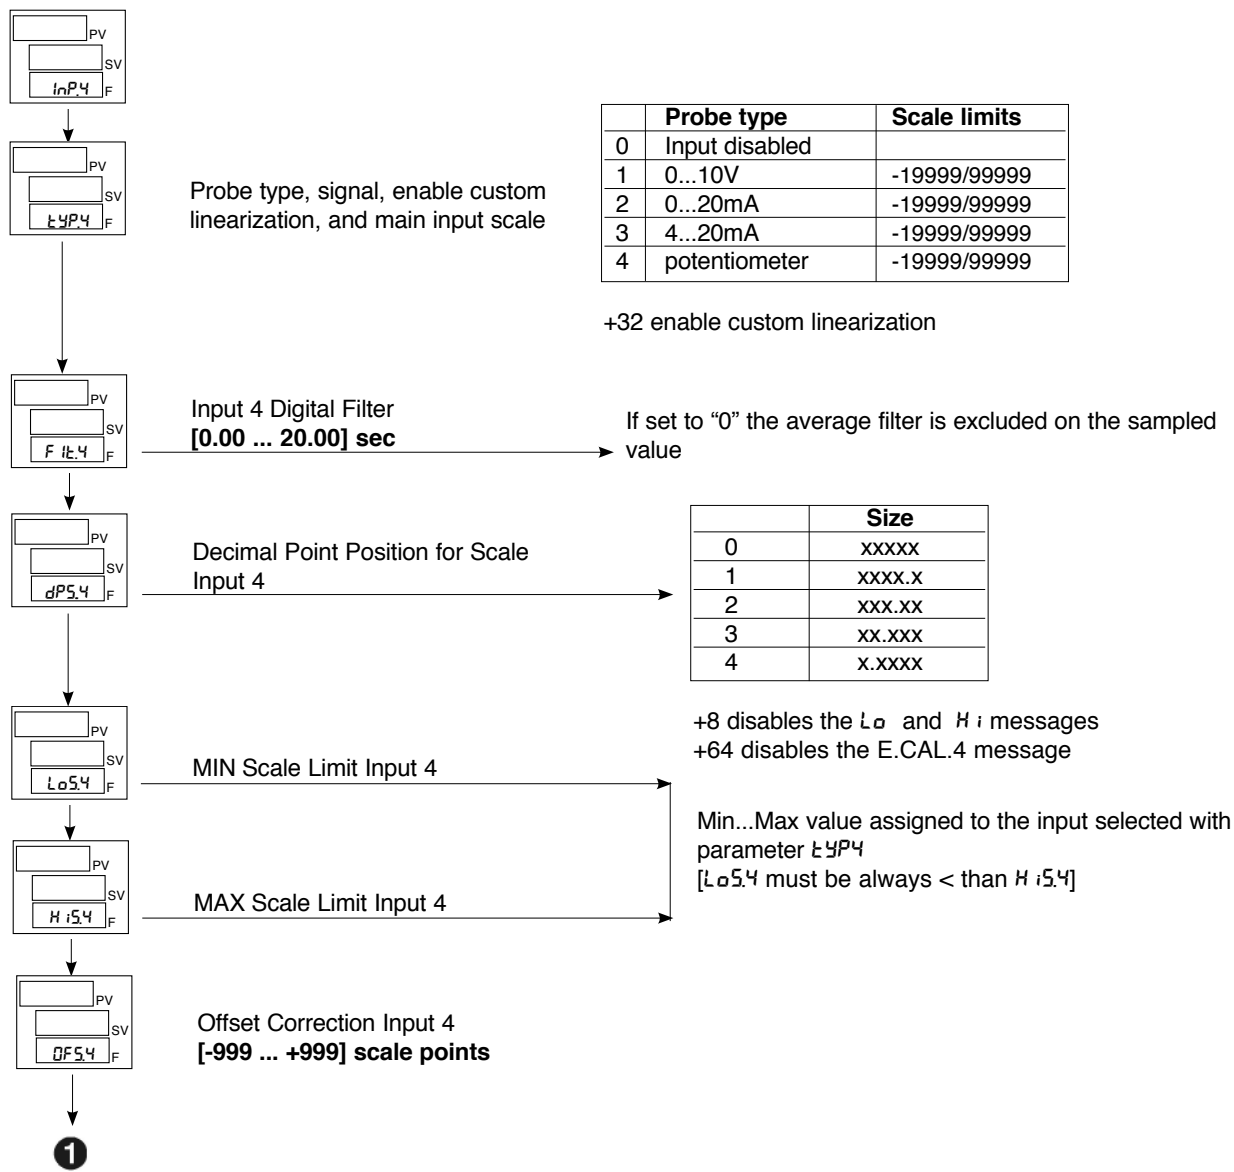 PV
SV
InP.4 F
PV
SV
tYP.4 F
Probe type, signal, enable custom
linearization, and main input scale
Probe type Scale limits
0 Input disabled
1 0...10V -19999/99999
2 0...20mA -19999/99999
3 4...20mA -19999/99999
4 potentiometer -19999/99999
+32 enable custom linearization
PV
SV
FIt.4 F
Input 4 Digital Filter
[0.00 ... 20.00] sec
If set to “0” the average filter is excluded on the sampled
value
PV
SV
dPS.4 F
Decimal Point Position for Scale
Input 4
Size
0 xxxxx
1 xxxx.x
2 xxx.xx
3 xx.xxx
4 x.xxxx
+8 disables the Lo and Hi messages
+64 disables the E.CAL.4 message
PV
SV
LoS.4 F
MIN Scale Limit Input 4
Min...Max value assigned to the input selected with
parameter tYP4
[LoS.4 must be always < than HiS.4]
PV
SV
HiS.4 F
MAX Scale Limit Input 4
PV
SV
OFS.4 F
Offset Correction Input 4
[-999 ... +999] scale points
1